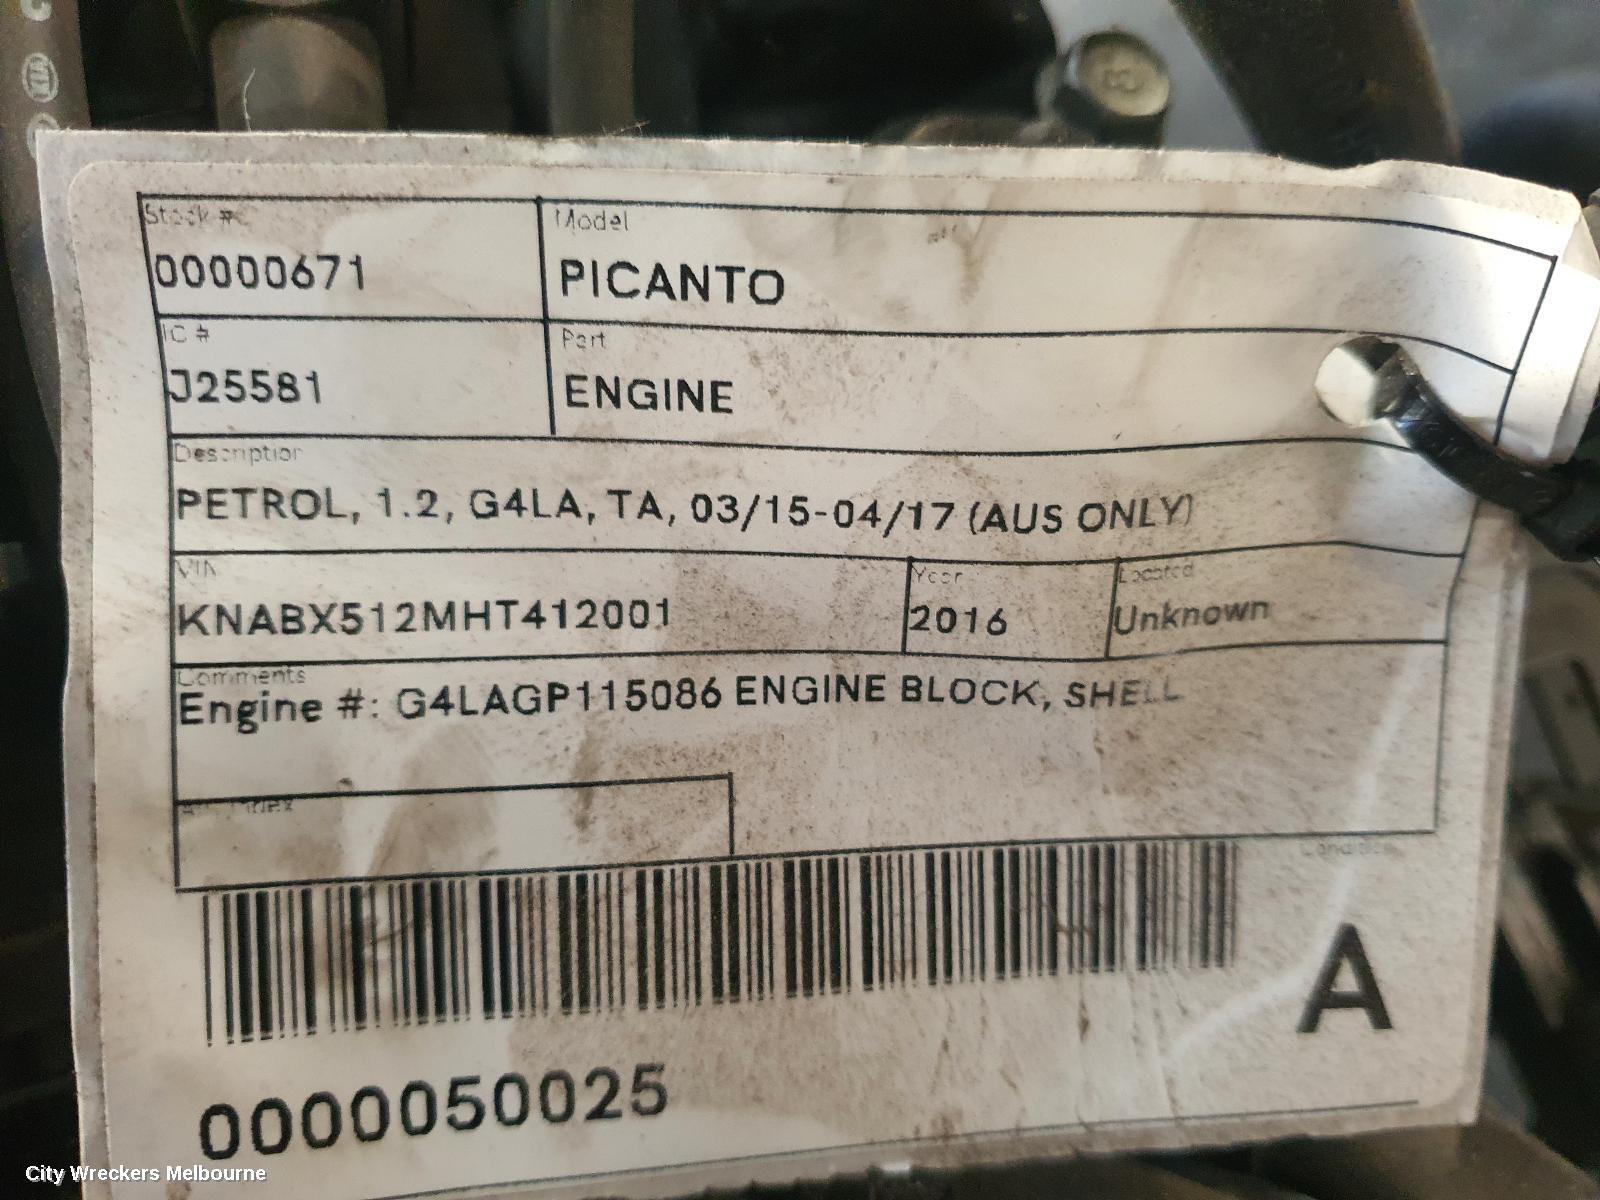 Stock #
Model
00000671
PICANTO
IC #
Part
J25581
ENGINE
Description
PETROL, 1.2, G4LA, TA, 03/15-04/17 (AUS ONLY)
VIN
Year
Located
KNABX512MHT412001
2016
Unknown
Comments
Engine #: G4LAGP115086 ENGINE BLOCK, SHELL
Index
Condition
A
0000050025
City Wreckers Melbourne